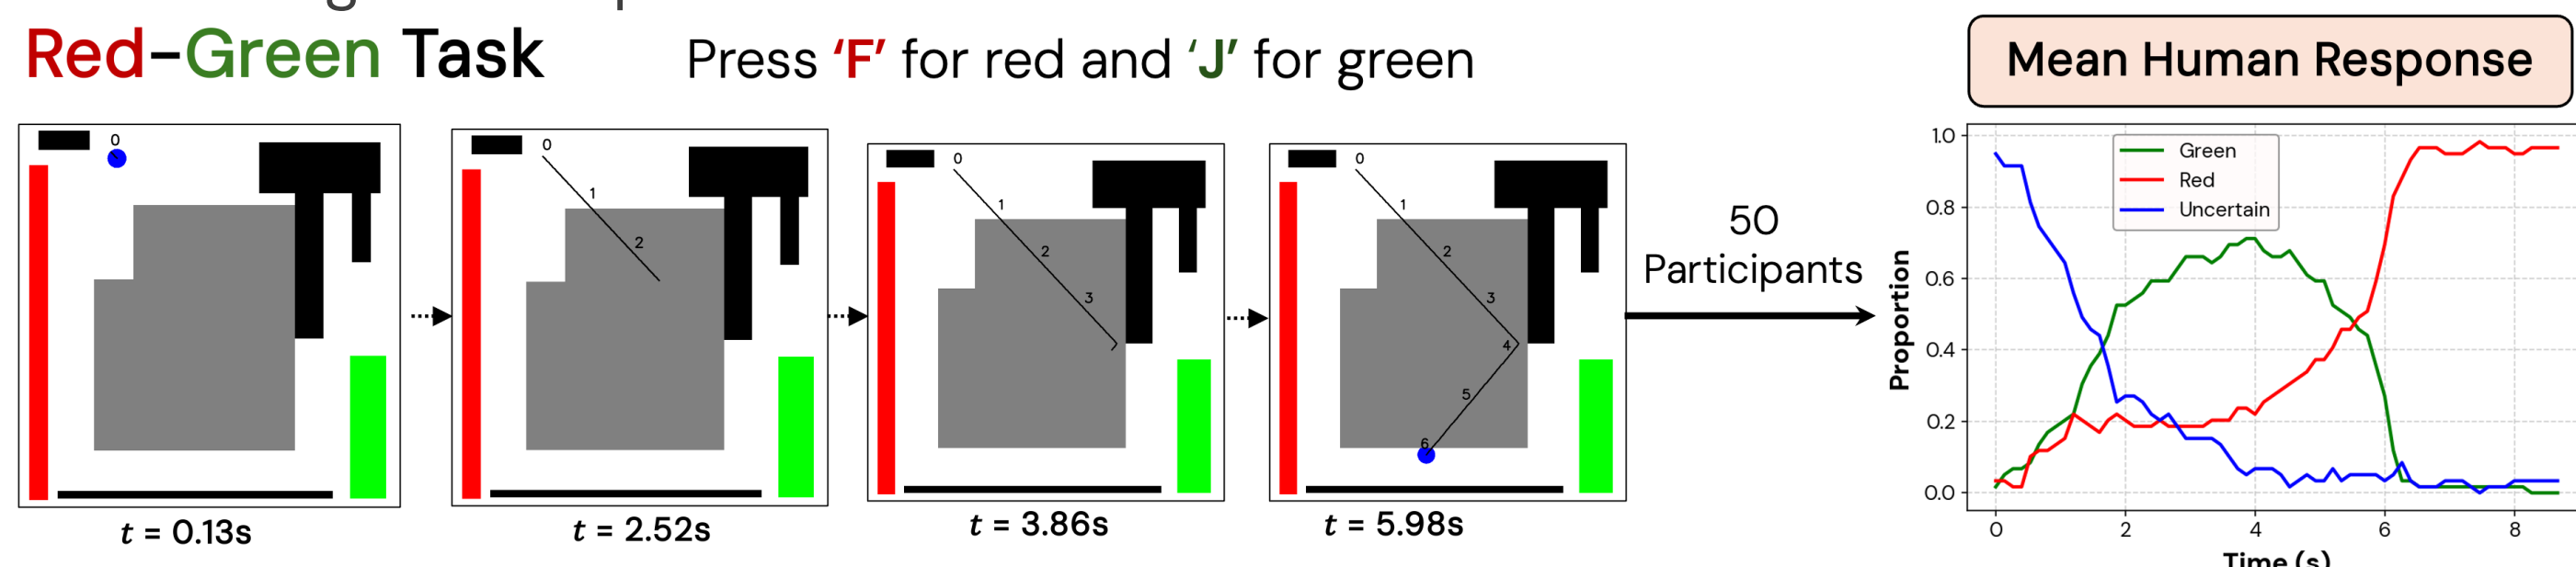 Red-Green Task
Press ‘F’ for red and ‘J’ for green
0
t = 0.13s
0
1
2
t = 2.52s
0
1
2
3
t = 3.86s
0
1
2
3
4
5
6
t = 5.98s
50
Participants
Mean Human Response
Green
Red
Uncertain
Proportion
1.0
0.8
0.6
0.4
0.2
0.0
0
2
4
6
8
Time (s)